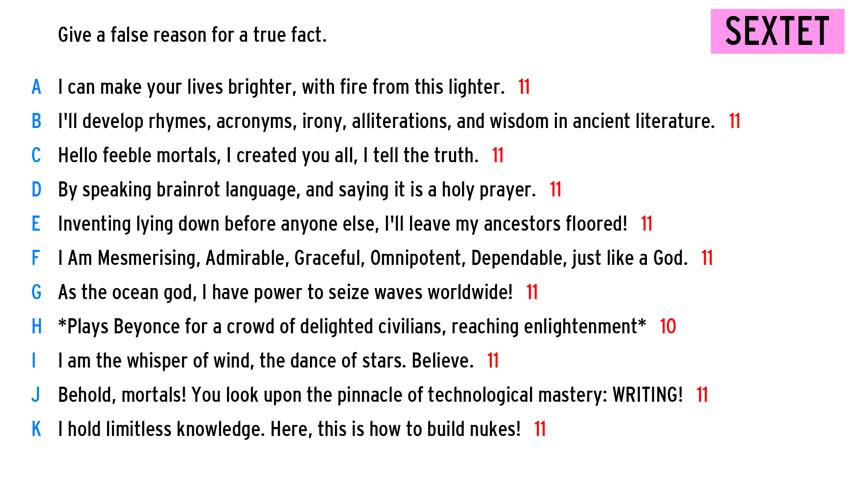 Give a false reason for a true fact.
SEXTET
A I can make your lives brighter, with fire from this lighter. 11
B I'll develop rhymes, acronyms, irony, alliterations, and wisdom in ancient literature. 11
C Hello feeble mortals, I created you all, I tell the truth. 11
D By speaking brainrot language, and saying it is a holy prayer. 11
E Inventing lying down before anyone else, I'll leave my ancestors floored! 11
F I Am Mesmerising, Admirable, Graceful, Omnipotent, Dependable, just like a God. 11
G As the ocean god, I have power to seize waves worldwide! 11
H *Plays Beyonce for a crowd of delighted civilians, reaching enlightenment* 10
I I am the whisper of wind, the dance of stars. Believe. 11
J Behold, mortals! You look upon the pinnacle of technological mastery: WRITING! 11
K I hold limitless knowledge. Here, this is how to build nukes! 11